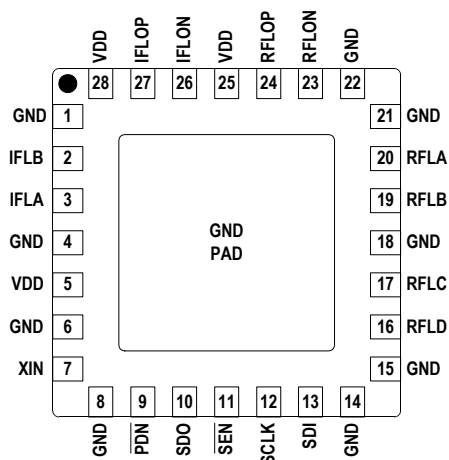 VDD IFLOP IFLON VDD RFLOP RFLON GND
28 27 26 25 24 23 22
GND 1 21 GND
IFLB 2 20 RFLA
IFLA 3 19 RFLB
GND 4 18 GND
VDD 5 17 RFLC
GND 6 16 RFLD
XIN 7 15 GND
GND
PAD
8 9 10 11 12 13 14
GND PDN SDO SEN SCLK SDI GND